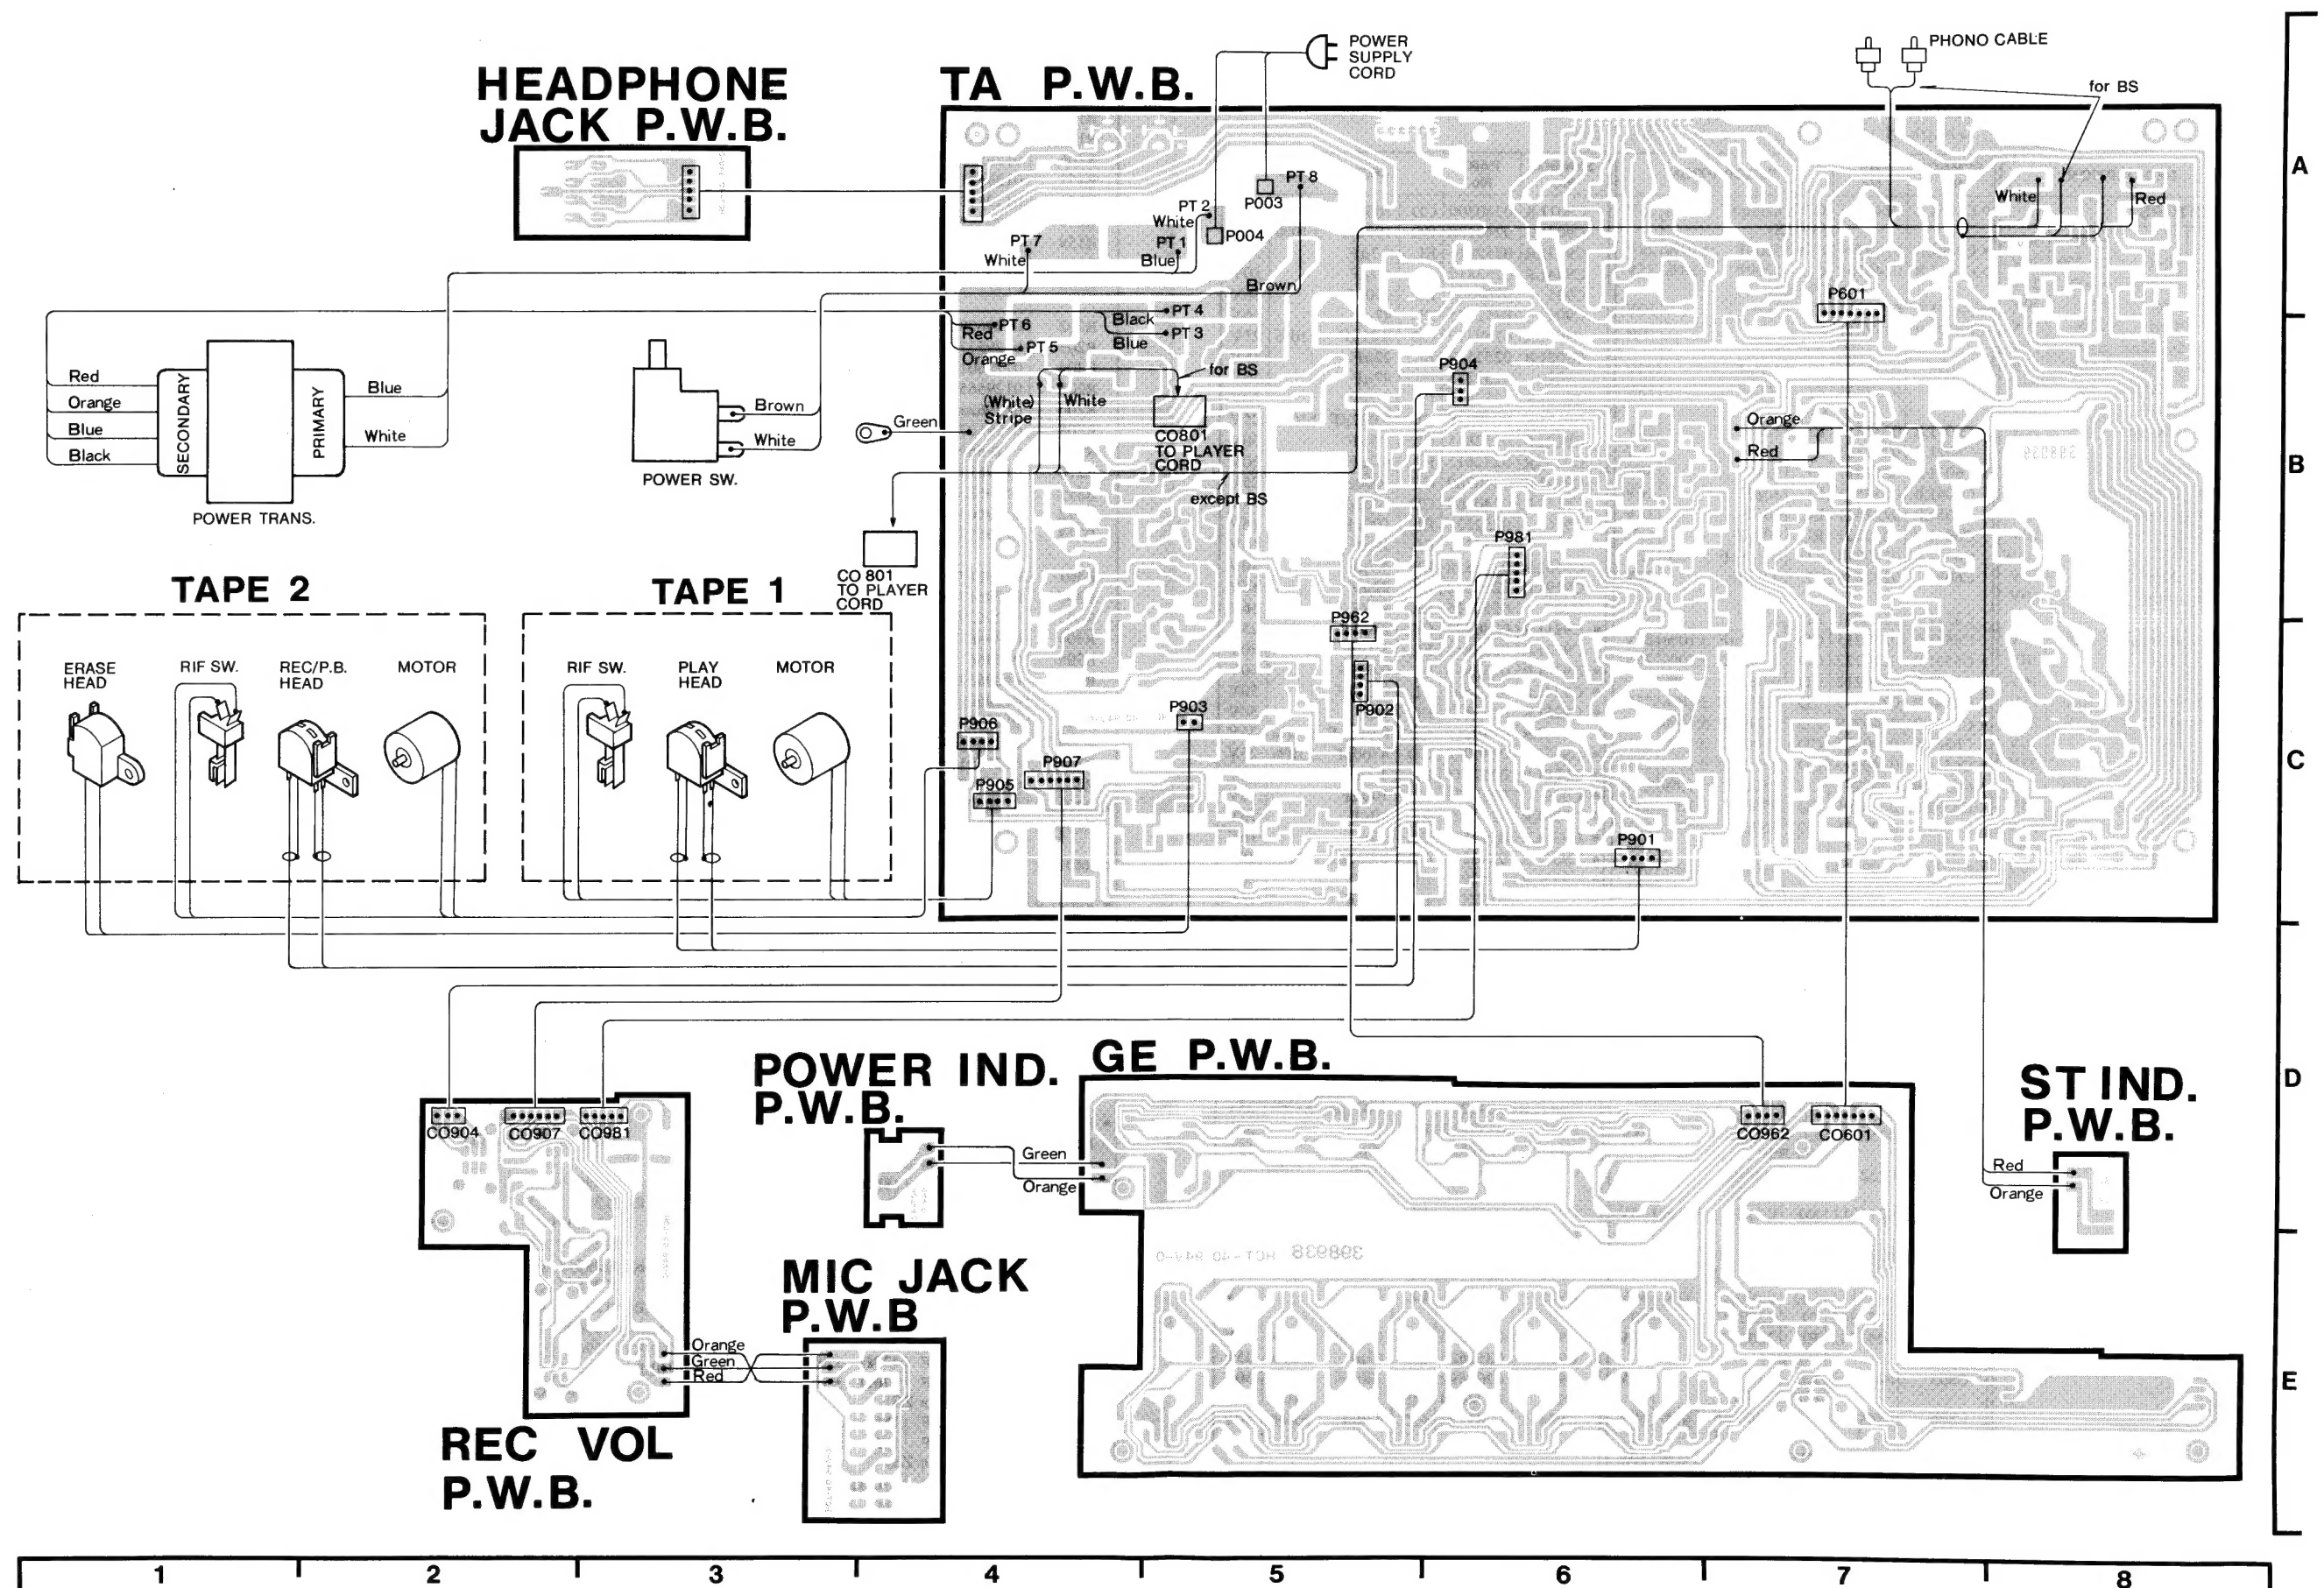 POWER
SUPPLY
CORD
PHONO CABLE
for BS
HEADPHONE
JACK P.W.B.
TA P.W.B.
A
PT 8
P003
PT 2
White
P004
White
Red
PT 7
White
PT 1
Blue
Brown
P601
PT 4
Black
PT 3
Blue
PT 6
Red
PT 5
Orange
for BS
P904
Red
Orange
Blue
Black
SECONDARY
PRIMARY
Blue
White
POWER TRANS.
Brown
White
POWER SW.
Green
(White)
Stripe
White
CO801
TO PLAYER
CORD
except BS
Orange
Red
398939
B
P981
CO 801
TO PLAYER
CORD
TAPE 2
TAPE 1
ERASE
HEAD
RIF SW.
REC/P.B.
HEAD
MOTOR
RIF SW.
PLAY
HEAD
MOTOR
P962
P902
P903
P906
P907
P905
P901
C
POWER IND.
P.W.B.
GE P.W.B.
ST IND.
P.W.B.
D
CO904
CO907
CO981
Green
Orange
CO962
CO601
Red
Orange
398938
MIC JACK
P.W.B
Orange
Green
Red
E
REC VOL
P.W.B.
1
2
3
4
5
6
7
8